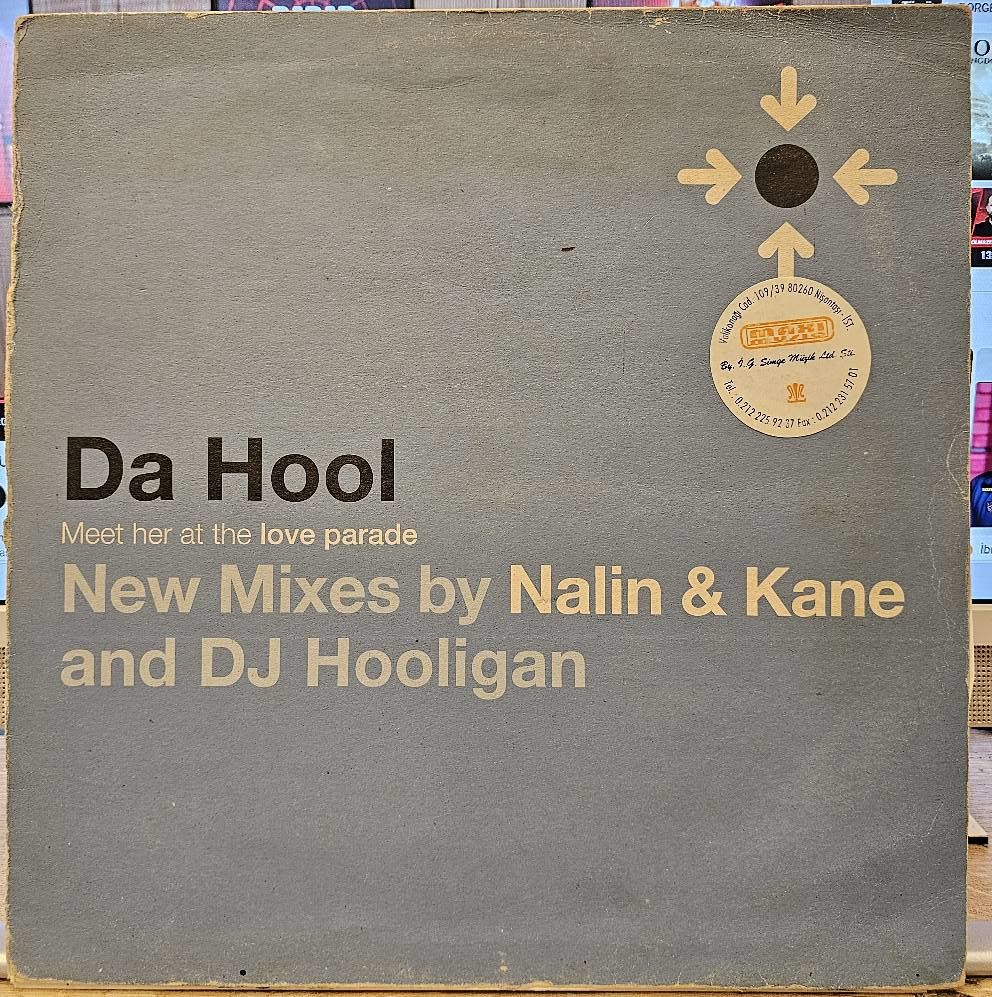 Valikonağı Cad. 109/39 80260 Nişantaşı - İST.
By. S.G. Simge Müzik Ltd. Şti.
Tel : 0.212 225 92 37 Fax : 0.212 231 57 01
Da Hool
Meet her at the love parade
New Mixes by Nalin & Kane
and DJ Hooligan